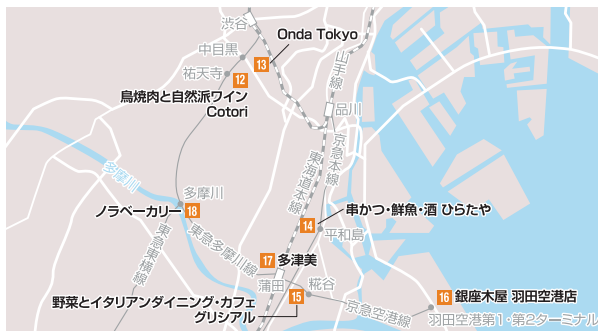 渋谷
Onda Tokyo
13
中目黒
祐天寺
12
鳥焼肉と自然派ワイン
Cotori
山手線
品川
京急本線
東海道本線
多摩川
多摩川
ノラベーカリー
18
東急東横線
東急多摩川線
14
串かつ・鮮魚・酒 ひらたや
平和島
17
多津美
蒲田
糀谷
15
野菜とイタリアンダイニング・カフェ
グリシアル
京急空港線
16
銀座木屋 羽田空港店
羽田空港第1・第2ターミナル